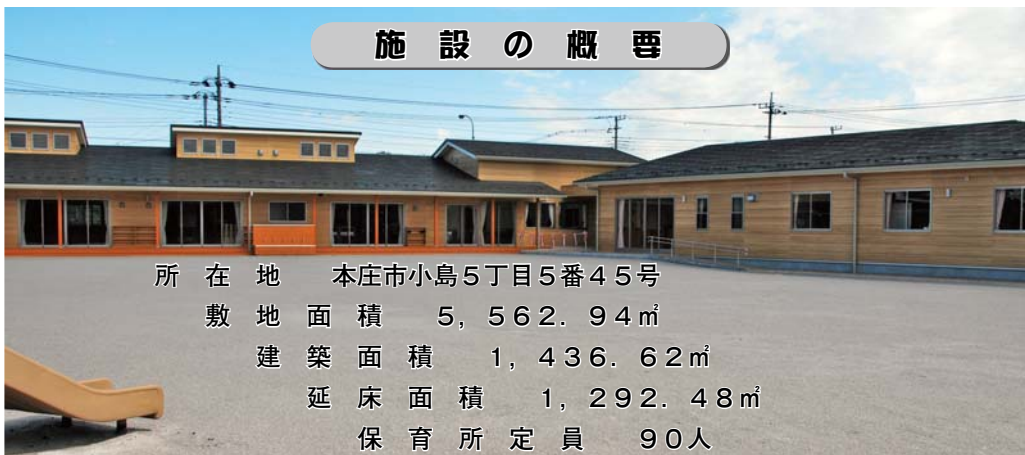 施設の概要
所在地　本庄市小島５丁目５番４５号
敷地面積　５，５６２．９４㎡
建築面積　１，４３６．６２㎡
延床面積　１，２９２．４８㎡
保育所定員　９０人